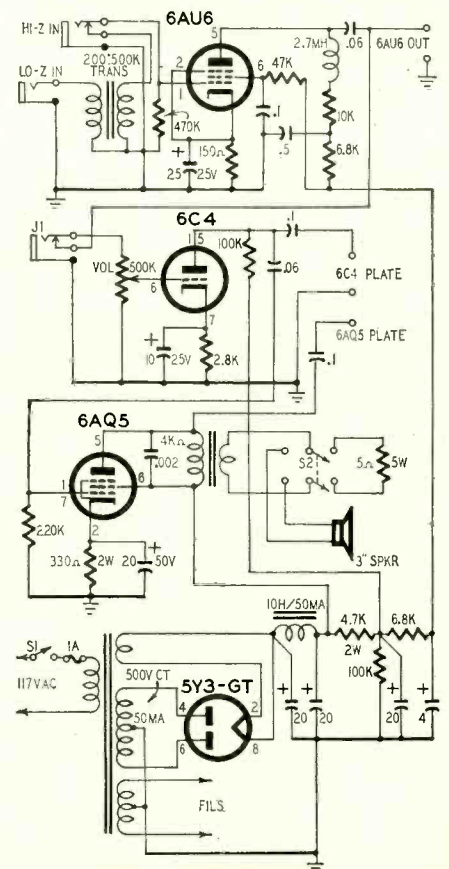 HI-Z IN
LO-Z IN
200:500K
TRANS
6AU6
5
2
1
6
47K
470K
150Ω
+
25
25V
.1
.5
2.7MH
10K
6.8K
.06
6AU6 OUT
J1
VOL
500K
6C4
1
5
6
7
100K
.1
.06
+
10
25V
2.8K
6C4 PLATE
6AQ5 PLATE
.1
6AQ5
5
1
7
6
2
4KΩ
.002
220K
330Ω
2W
+
20
50V
S2
5Ω
5W
3" SPKR
10H/50MA
4.7K
2W
6.8K
100K
+
20
+
20
+
20
+
4
S1
1A
117VAC
500V CT
50MA
5Y3-GT
4
6
2
8
FILS.